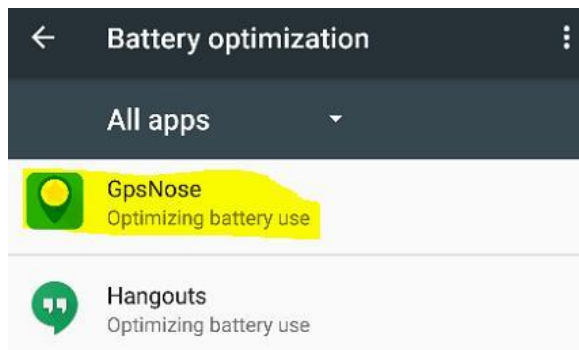 Battery optimization
All apps
GpsNose
Optimizing battery use
Hangouts
Optimizing battery use